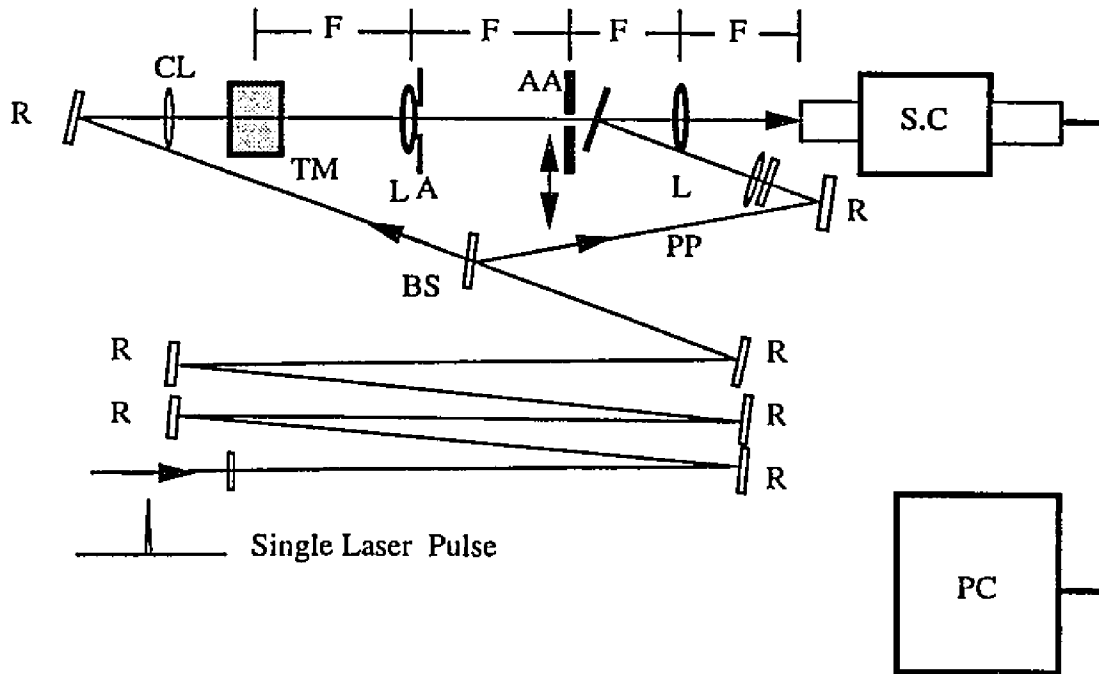 F F F F
CL AA
R S.C
TM L A L R
PP
BS
R R
R R
R
Single Laser Pulse
PC